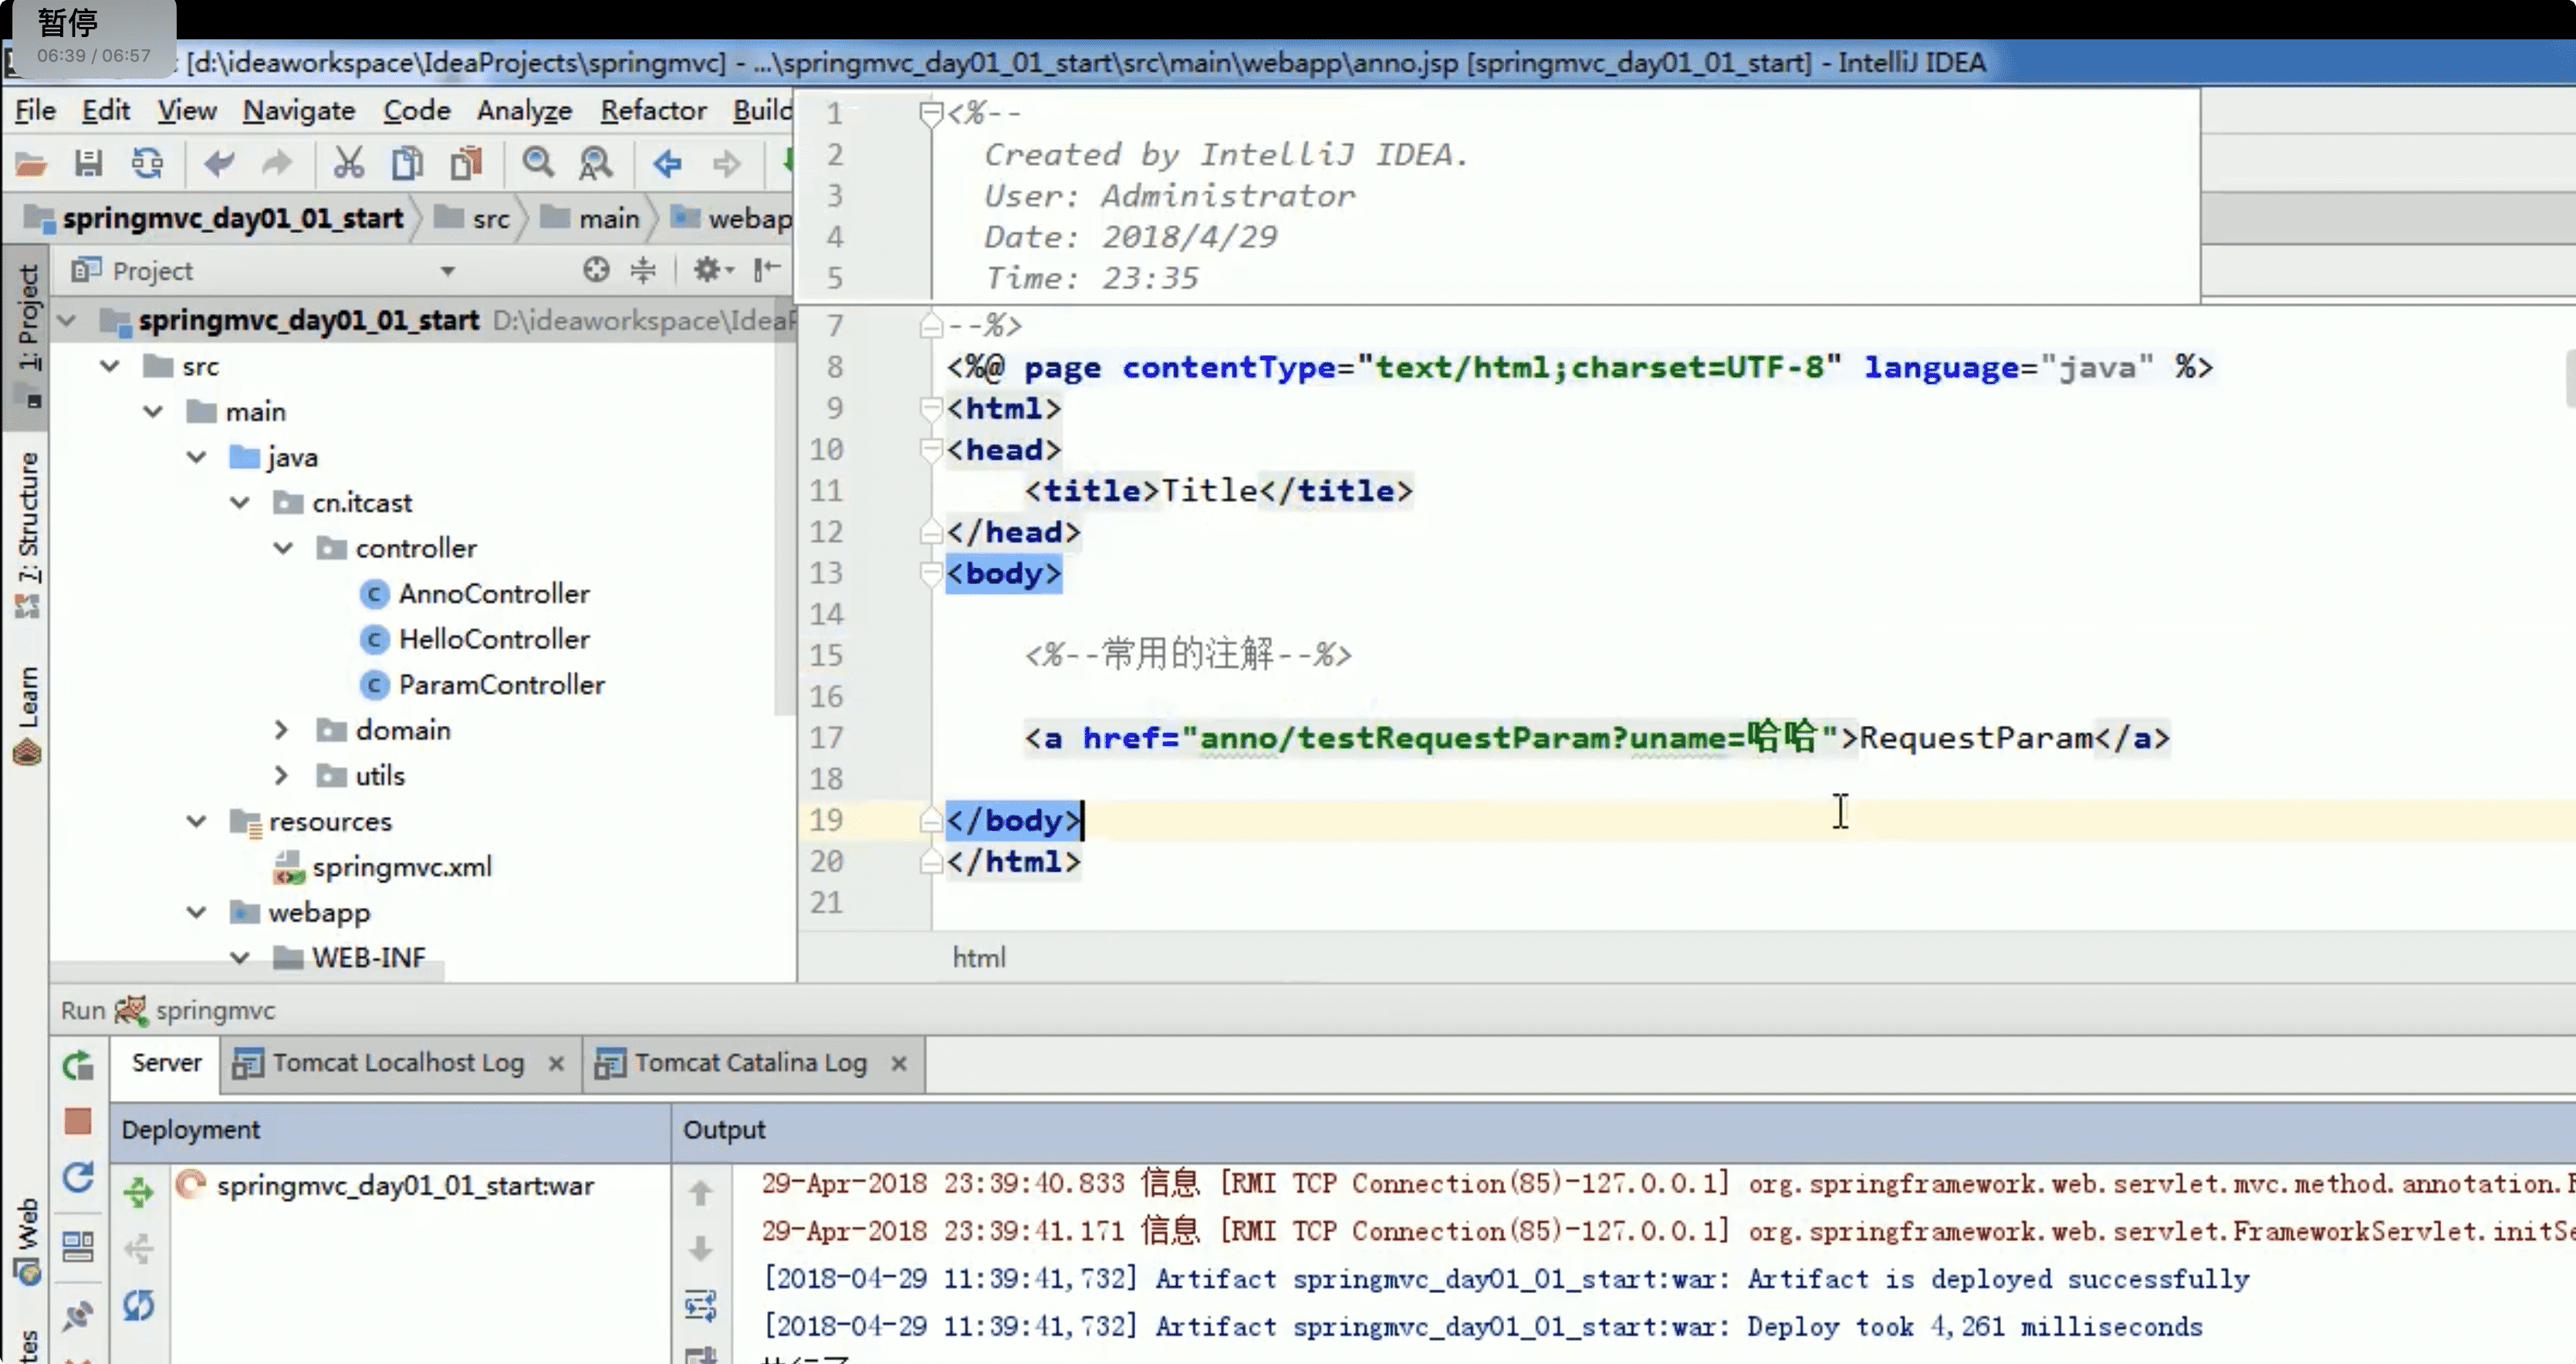 暂停
06:39 / 06:57
[d:\ideaworkspace\IdeaProjects\springmvc] - ...\springmvc_day01_01_start\src\main\webapp\anno.jsp [springmvc_day01_01_start] - IntelliJ IDEA
File Edit View Navigate Code Analyze Refactor Build
springmvc_day01_01_start src main webap
Project
1: Project
7: Structure
Learn
Web
springmvc_day01_01_start D:\ideaworkspace\Idea
src
main
java
cn.itcast
controller
AnnoController
HelloController
ParamController
domain
utils
resources
springmvc.xml
webapp
WEB-INF
1 <%--
2 Created by IntelliJ IDEA.
3 User: Administrator
4 Date: 2018/4/29
5 Time: 23:35
7 --%>
8 <%@ page contentType="text/html;charset=UTF-8" language="java" %>
9 <html>
10 <head>
11 <title>Title</title>
12 </head>
13 <body>
14
15 <%--常用的注解--%>
16
17 <a href="anno/testRequestParam?uname=哈哈">RequestParam</a>
18
19 </body>
20 </html>
21
html
Run springmvc
Server Tomcat Localhost Log Tomcat Catalina Log
Deployment Output
springmvc_day01_01_start:war
29-Apr-2018 23:39:40.833 信息 [RMI TCP Connection(85)-127.0.0.1] org.springframework.web.servlet.mvc.method.annotation.
29-Apr-2018 23:39:41.171 信息 [RMI TCP Connection(85)-127.0.0.1] org.springframework.web.servlet.FrameworkServlet.initSe
[2018-04-29 11:39:41,732] Artifact springmvc_day01_01_start:war: Artifact is deployed successfully
[2018-04-29 11:39:41,732] Artifact springmvc_day01_01_start:war: Deploy took 4,261 milliseconds